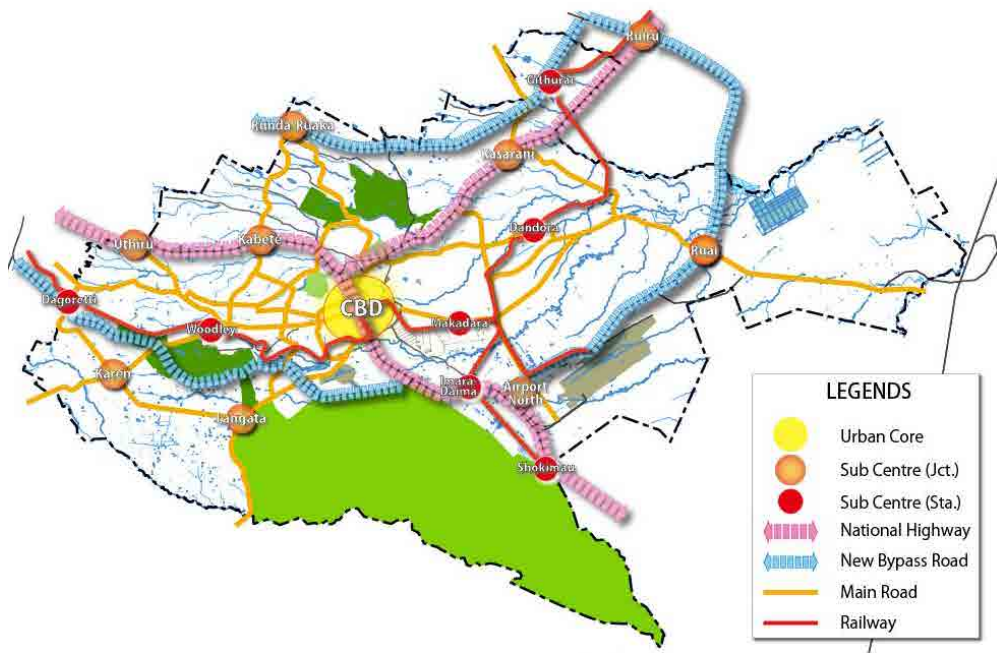 Ruiru
Githurai
Runda Ruaka
Kasarani
Dandora
Uthiru
Kabete
Ruai
Dagoretti
CBD
Woodley
Makadara
Karen
Imara
Daima
Airport
North
Langata
Shokimau
LEGENDS
Urban Core
Sub Centre (Jct.)
Sub Centre (Sta.)
National Highway
New Bypass Road
Main Road
Railway